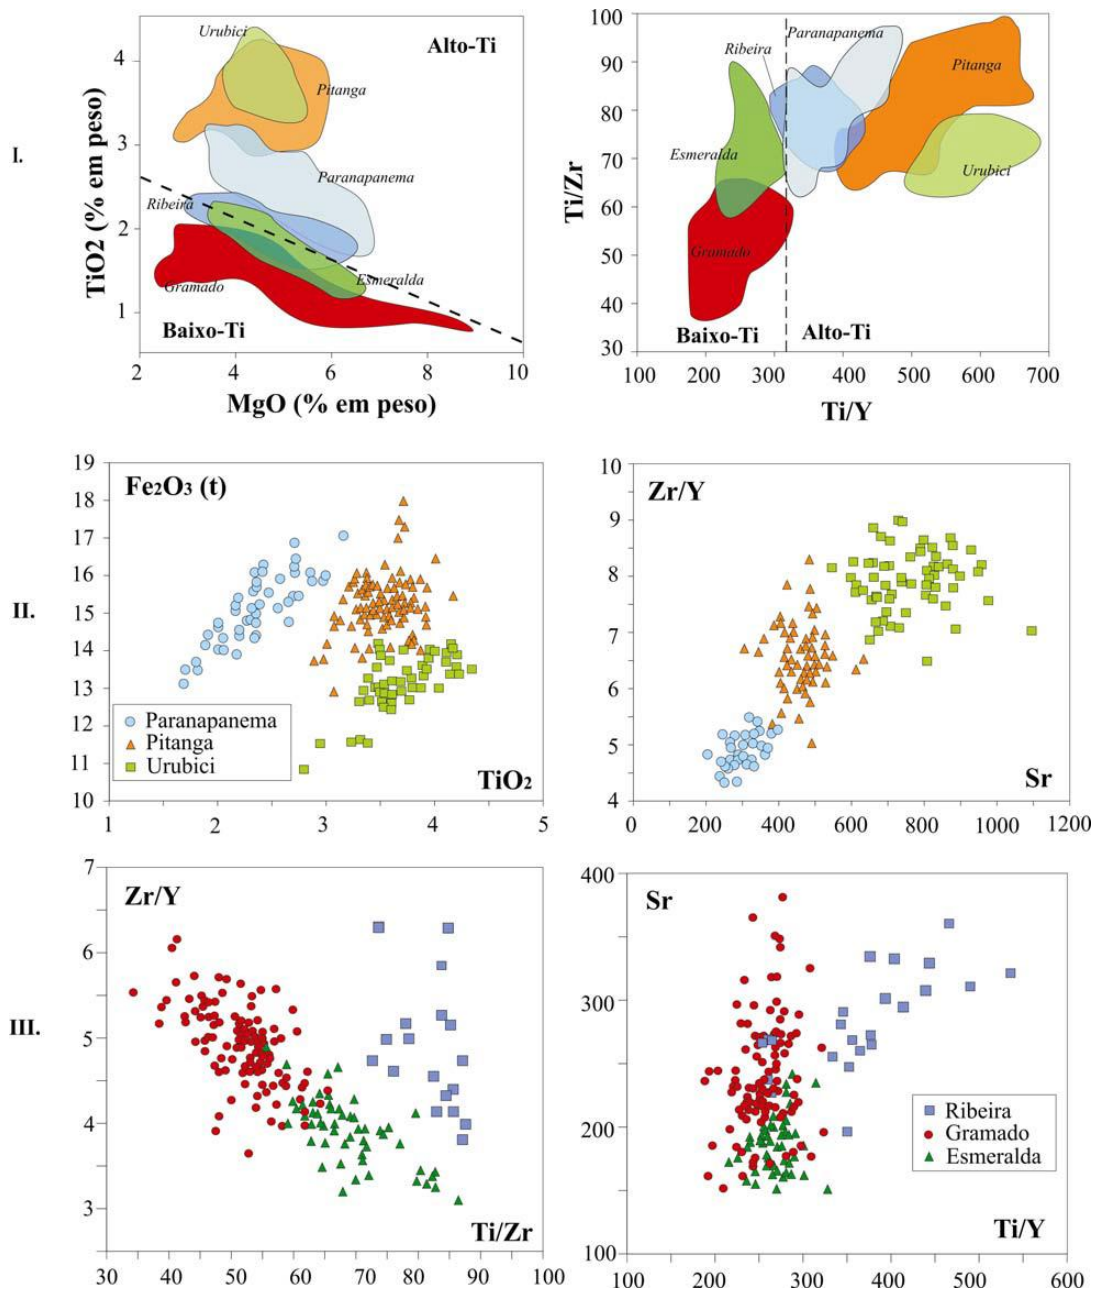 I.
TiO2 (% em peso)
4
3
2
1
Urubici
Alto-Ti
Pitanga
Paranapanema
Ribeira
Esmeralda
Gramado
Baixo-Ti
2 4 6 8 10
MgO (% em peso)
Ti/Zr
100
90
80
70
60
50
40
30
Paranapanema
Ribeira
Pitanga
Esmeralda
Urubici
Gramado
Baixo-Ti Alto-Ti
100 200 300 400 500 600 700
Ti/Y
II.
19
18
17
16
15
14
13
12
11
10
Fe2O3 (t)
Paranapanema
Pitanga
Urubici
TiO2
1 2 3 4 5
10
9
8
7
6
5
4
Zr/Y
Sr
0 200 400 600 800 1000 1200
III.
7
6
5
4
3
Zr/Y
Ti/Zr
30 40 50 60 70 80 90 100
400
300
200
100
Sr
Ribeira
Gramado
Esmeralda
Ti/Y
100 200 300 400 500 600